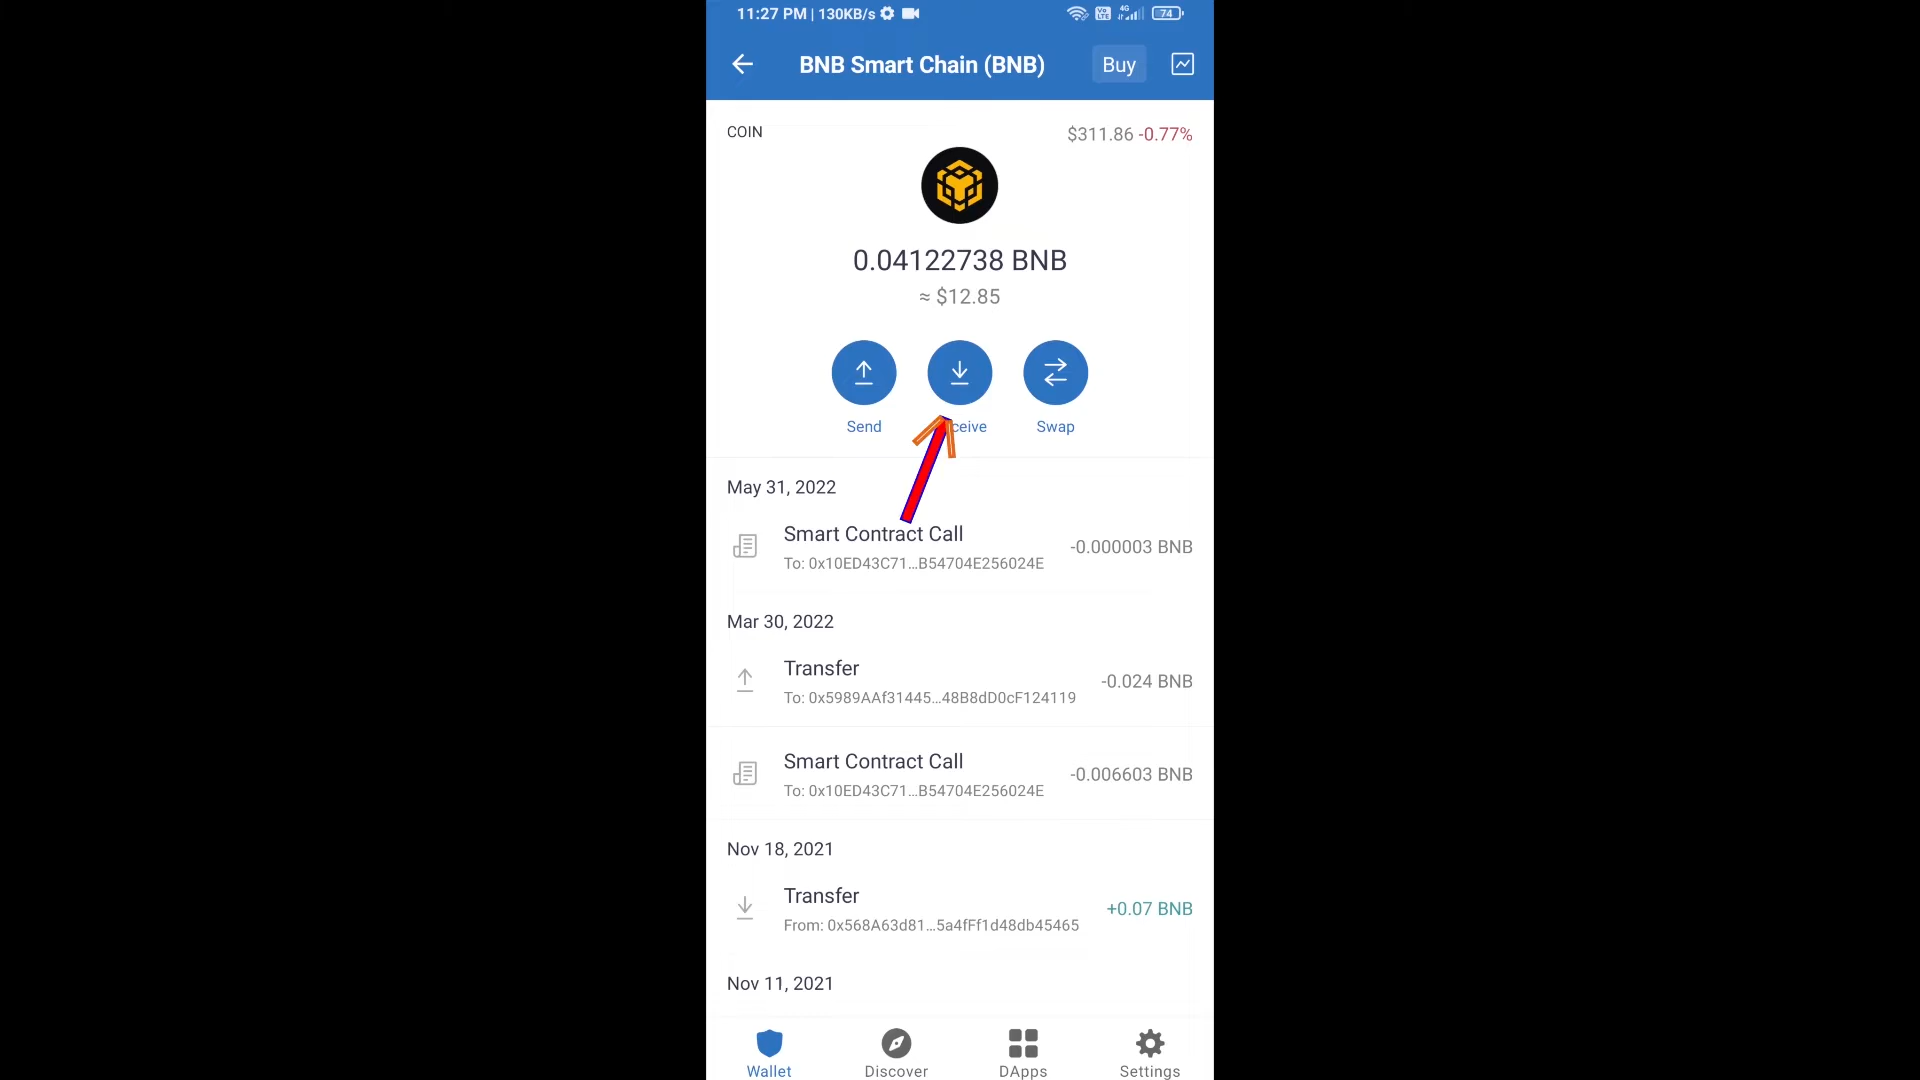 11:27 PM | 130KB/s
Vo LTE 4G 74
BNB Smart Chain (BNB)
Buy
COIN
$311.86 -0.77%
0.04122738 BNB
≈ $12.85
Send
ceive
Swap
May 31, 2022
Smart Contract Call
-0.000003 BNB
To: 0x10ED43C71...B54704E256024E
Mar 30, 2022
Transfer
-0.024 BNB
To: 0x5989AAf31445...48B8dD0cF124119
Smart Contract Call
-0.006603 BNB
To: 0x10ED43C71...B54704E256024E
Nov 18, 2021
Transfer
+0.07 BNB
From: 0x568A63d81...5a4fFf1d48db45465
Nov 11, 2021
Wallet
Discover
DApps
Settings